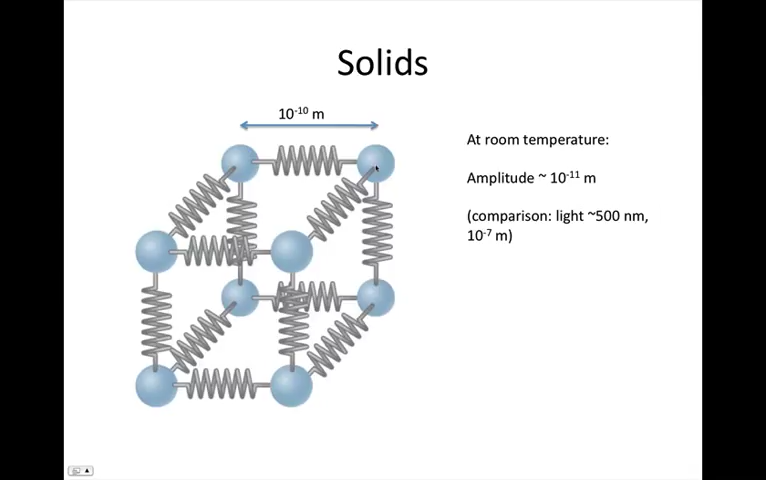 Solids
10⁻¹⁰ m
At room temperature:
Amplitude ~ 10⁻¹¹ m
(comparison: light ~500 nm,
10⁻⁷ m)